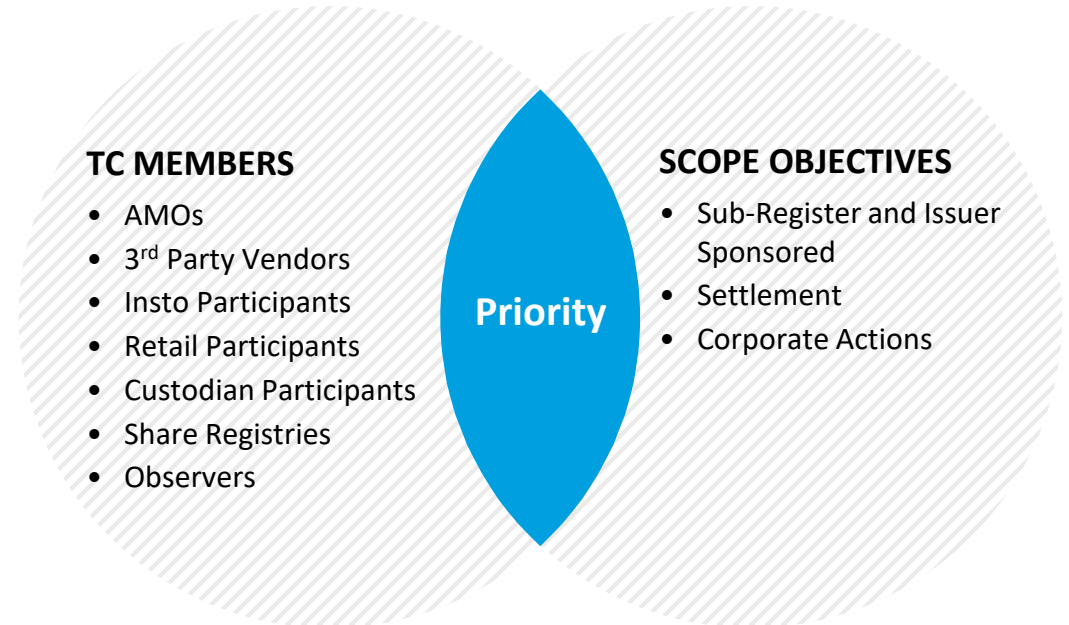 TC MEMBERS
• AMOs
• 3rd Party Vendors
• Insto Participants
• Retail Participants
• Custodian Participants
• Share Registries
• Observers
Priority
SCOPE OBJECTIVES
• Sub-Register and Issuer
Sponsored
• Settlement
• Corporate Actions